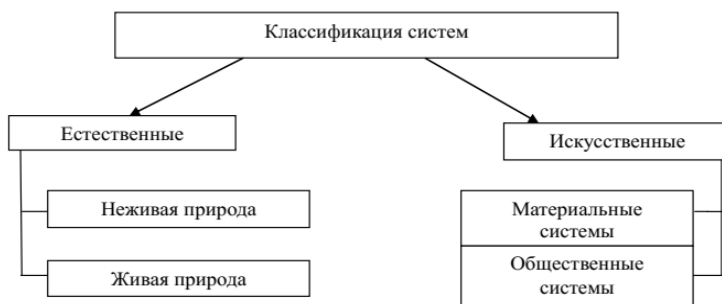 Классификация систем
Естественные
Искусственные
Неживая природа
Живая природа
Материальные
системы
Общественные
системы